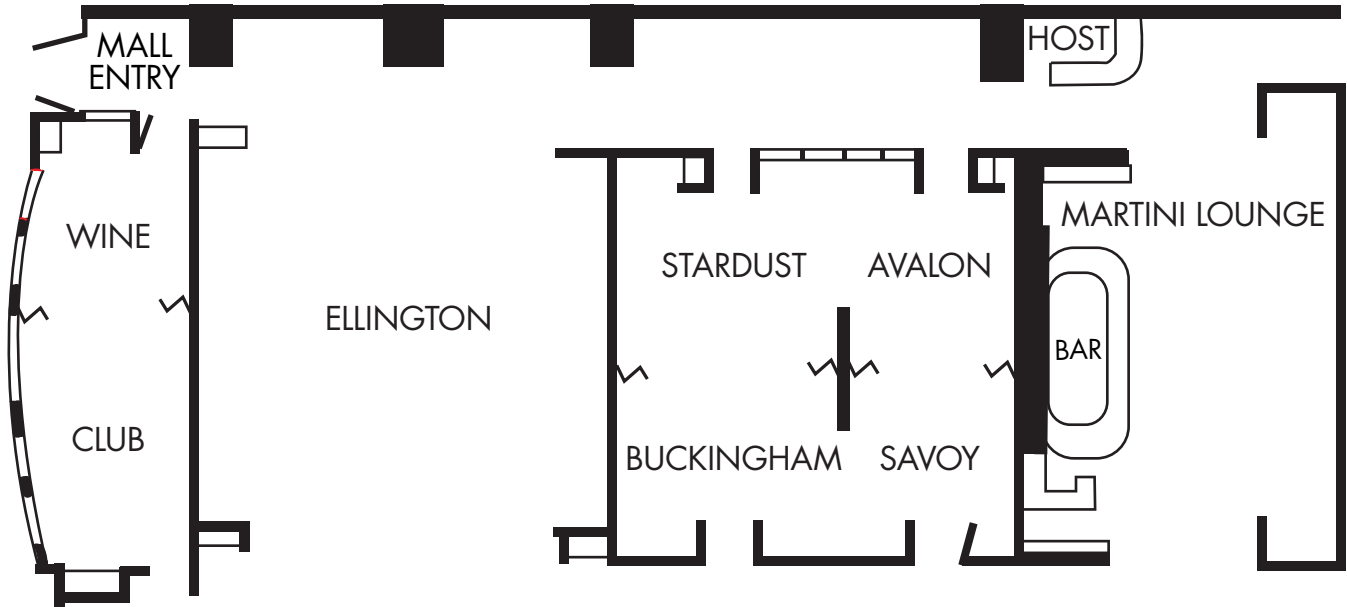 MALL
ENTRY
HOST
WINE
MARTINI LOUNGE
STARDUST
AVALON
ELLINGTON
BAR
CLUB
BUCKINGHAM
SAVOY